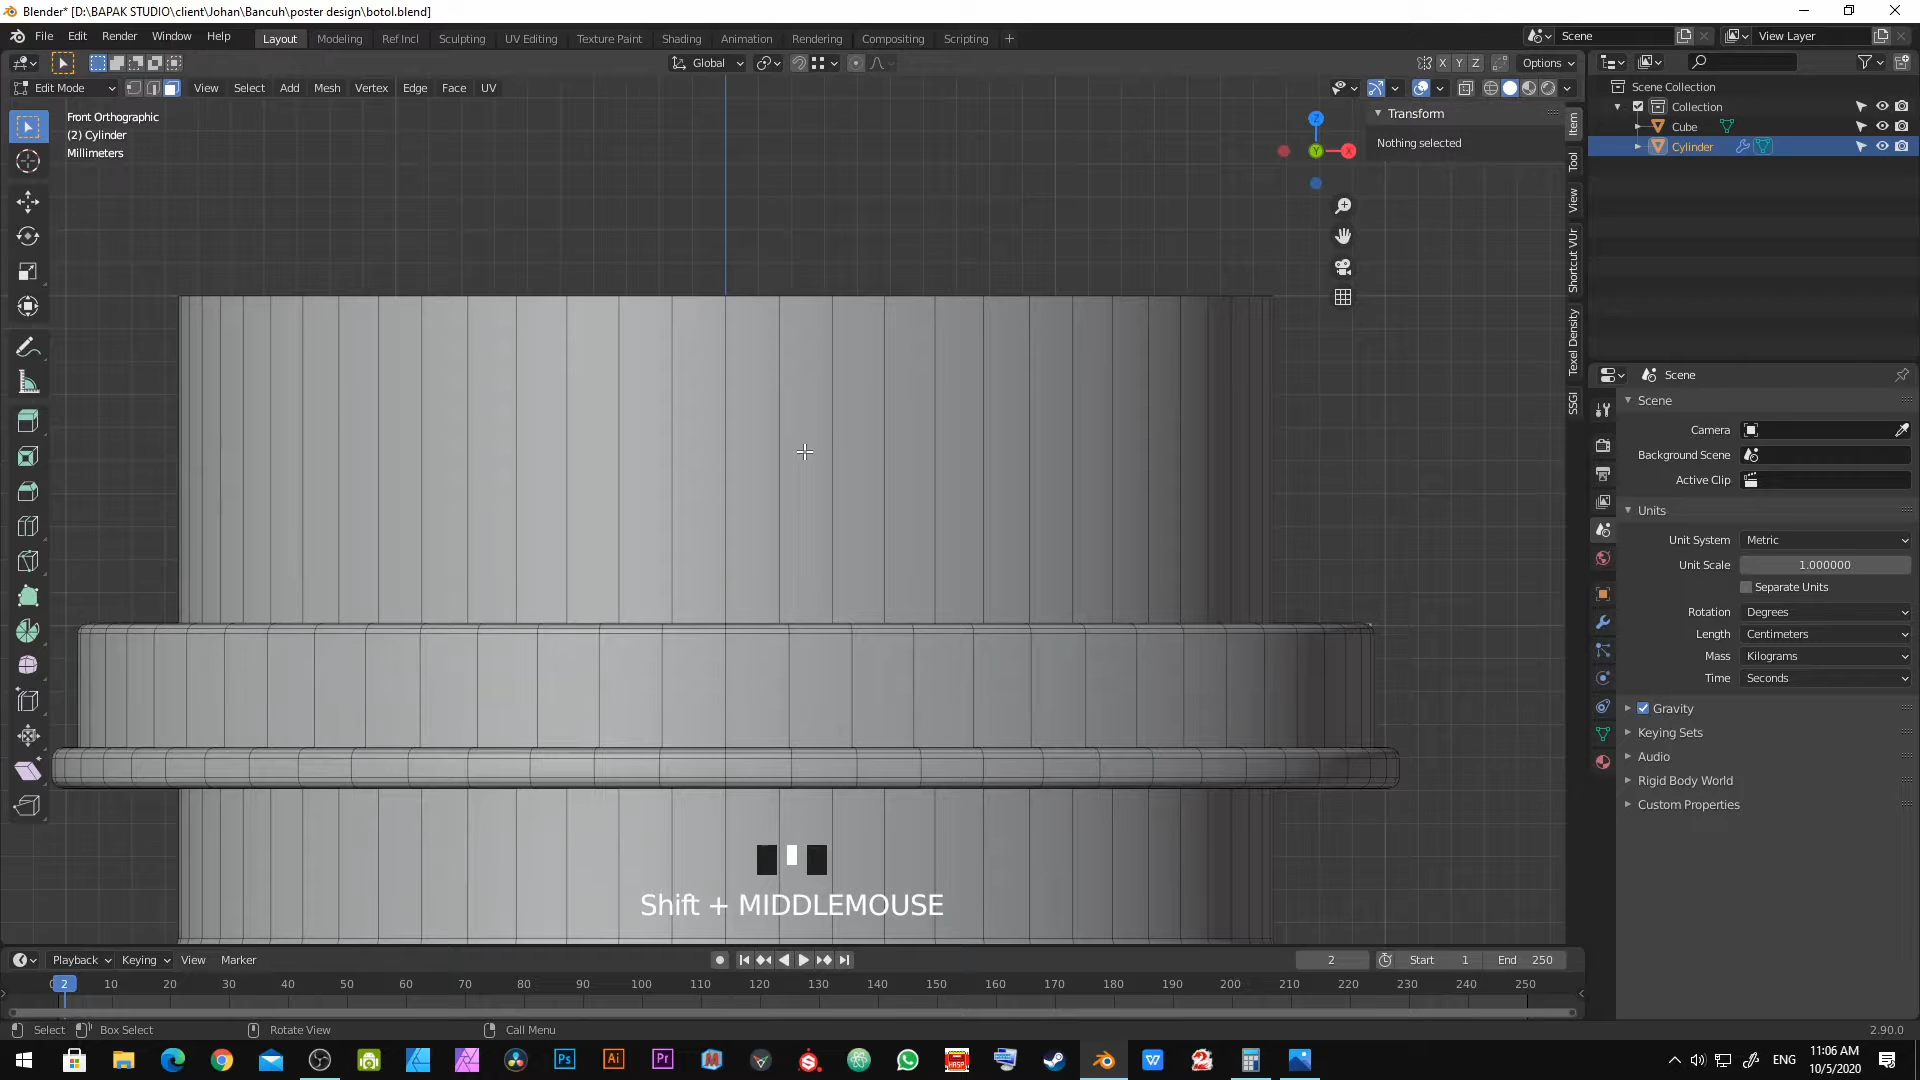 Blender* [D:\BAPAK STUDIO\client\Johan\Bancuh\poster design\botol.blend]
File Edit Render Window Help Layout Modeling Ref Incl Sculpting UV Editing Texture Paint Shading Animation Rendering Compositing Scripting Scene View Layer
Global X Y Z Options
Edit Mode View Select Add Mesh Vertex Edge Face UV
Front Orthographic
(2) Cylinder
Millimeters
Z
X
Y
Transform
Nothing selected
Item
Tool
View
Shortcut VUr
Texel Density
SSGI
Scene Collection
Collection
Cube
Cylinder
Scene
Scene
Camera
Background Scene
Active Clip
Units
Unit System Metric
Unit Scale 1.000000
Separate Units
Rotation Degrees
Length Centimeters
Mass Kilograms
Time Seconds
Gravity
Keying Sets
Audio
Rigid Body World
Custom Properties
Shift + MIDDLEMOUSE
Playback Keying View Marker 2 Start 1 End 250
0 2 10 20 30 40 50 60 70 80 90 100 110 120 130 140 150 160 170 180 190 200 210 220 230 240 250
Select Box Select Rotate View Call Menu 2.90.0
Ps Ai Pr ENG 11:06 AM
10/5/2020